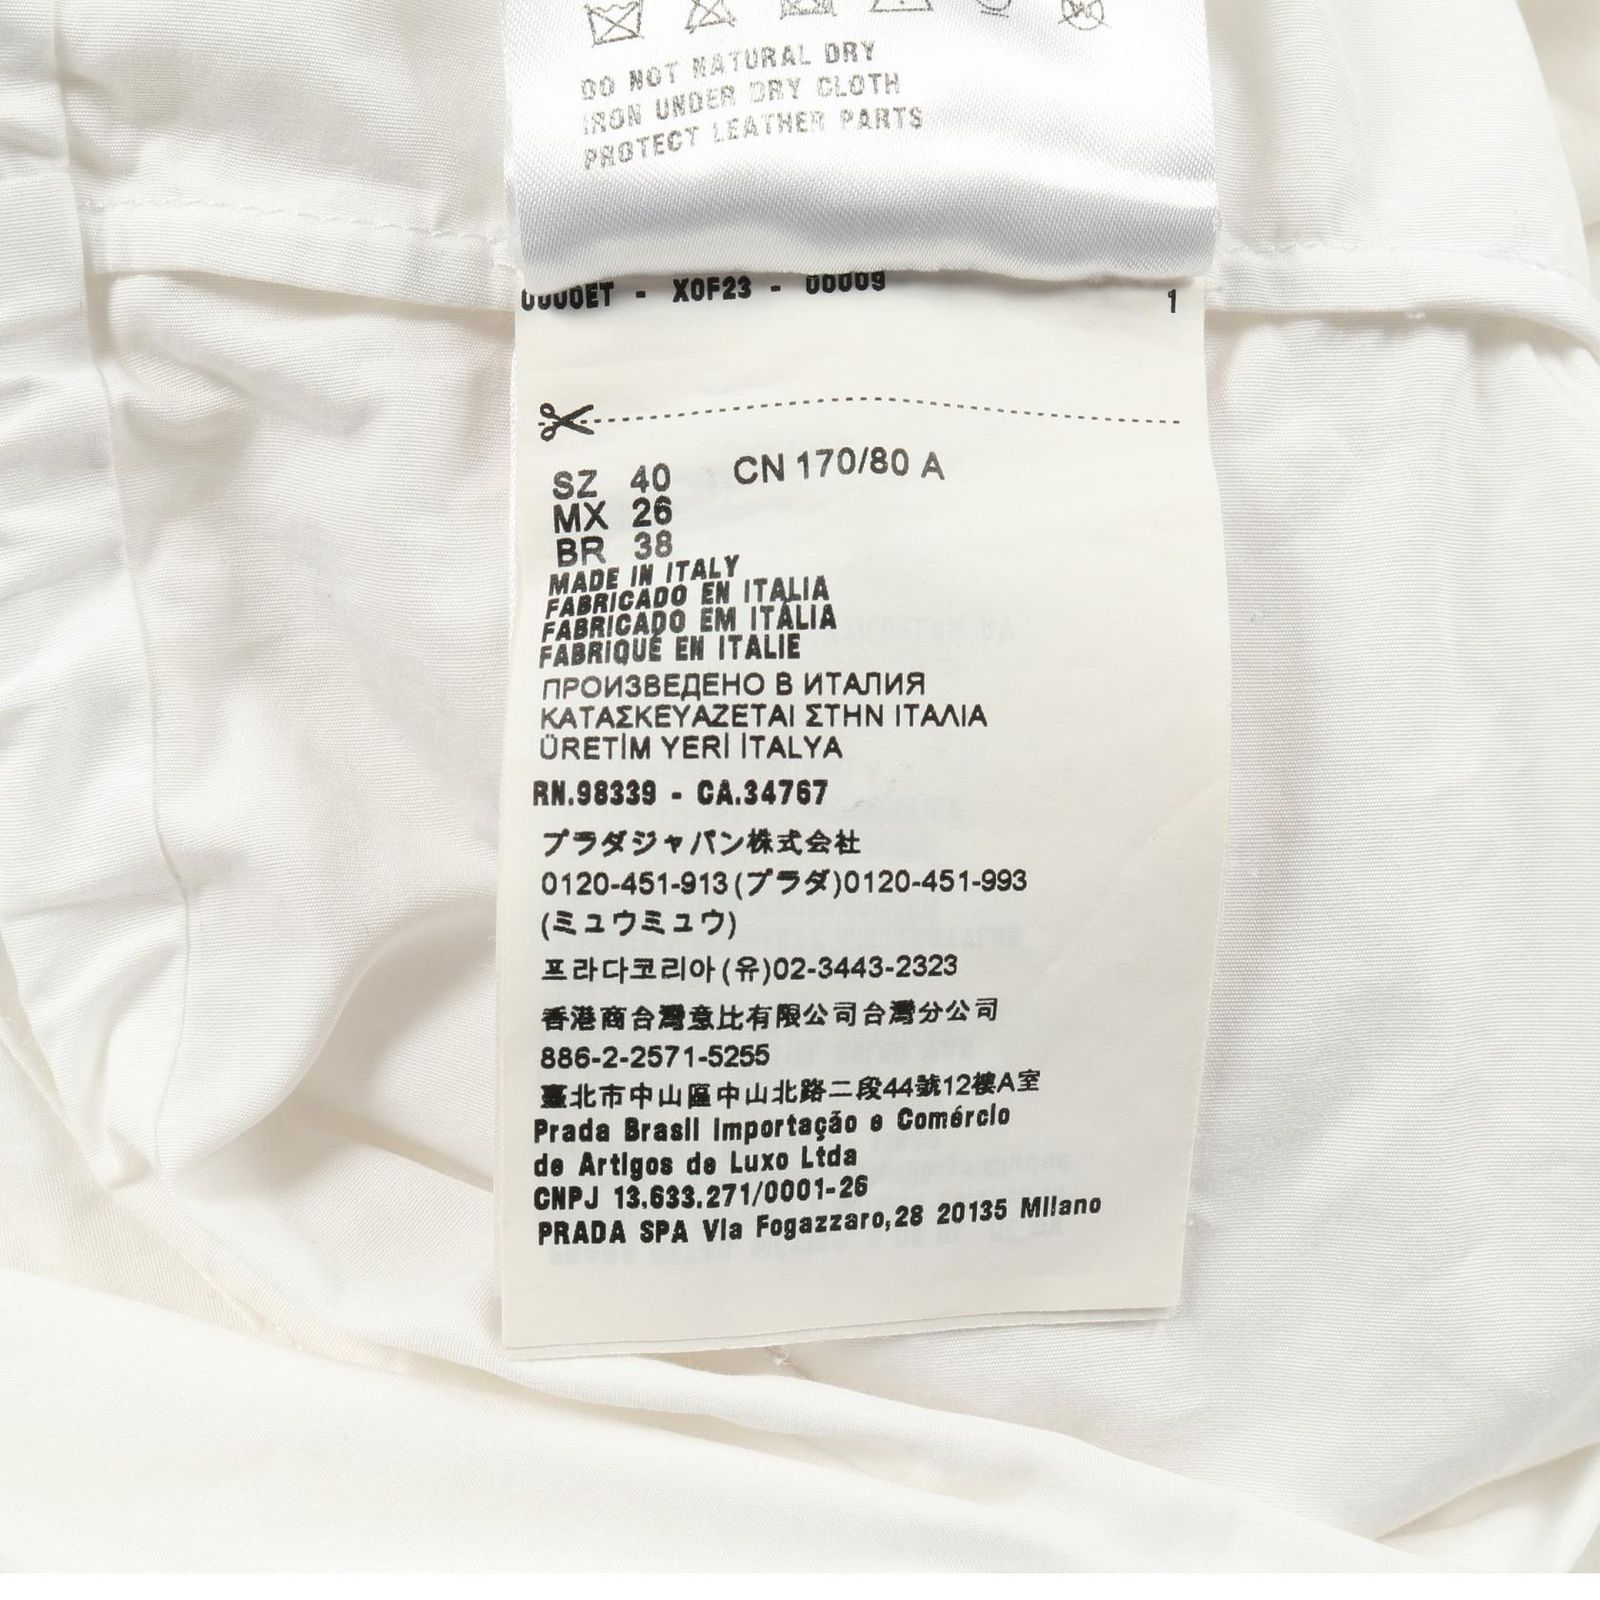 DO NOT NATURAL DRY
IRON UNDER DRY CLOTH
PROTECT LEATHER PARTS
0000ET - X0F23 - 00009 1
SZ 40 CN 170/80 A
MX 26
BR 38
MADE IN ITALY
FABRICADO EN ITALIA
FABRICADO EM ITÀLIA
FABRIQUÉ EN ITALIE
ПРОИЗВЕДЕНО В ИТАЛИЯ
ΚΑΤΑΣΚΕΥΑΖΕΤΑΙ ΣΤΗΝ ΙΤΑΛΙΑ
ÜRETİM YERİ İTALYA
RN.98339 - CA.34767
プラダジャパン株式会社
0120-451-913(プラダ)0120-451-993
(ミュウミュウ)
프라다코리아(유)02-3443-2323
香港商台灣意比有限公司台灣分公司
886-2-2571-5255
臺北市中山區中山北路二段44號12樓A室
Prada Brasil Importação e Comércio
de Artigos de Luxo Ltda
CNPJ 13.633.271/0001-26
PRADA SPA Via Fogazzaro,28 20135 Milano